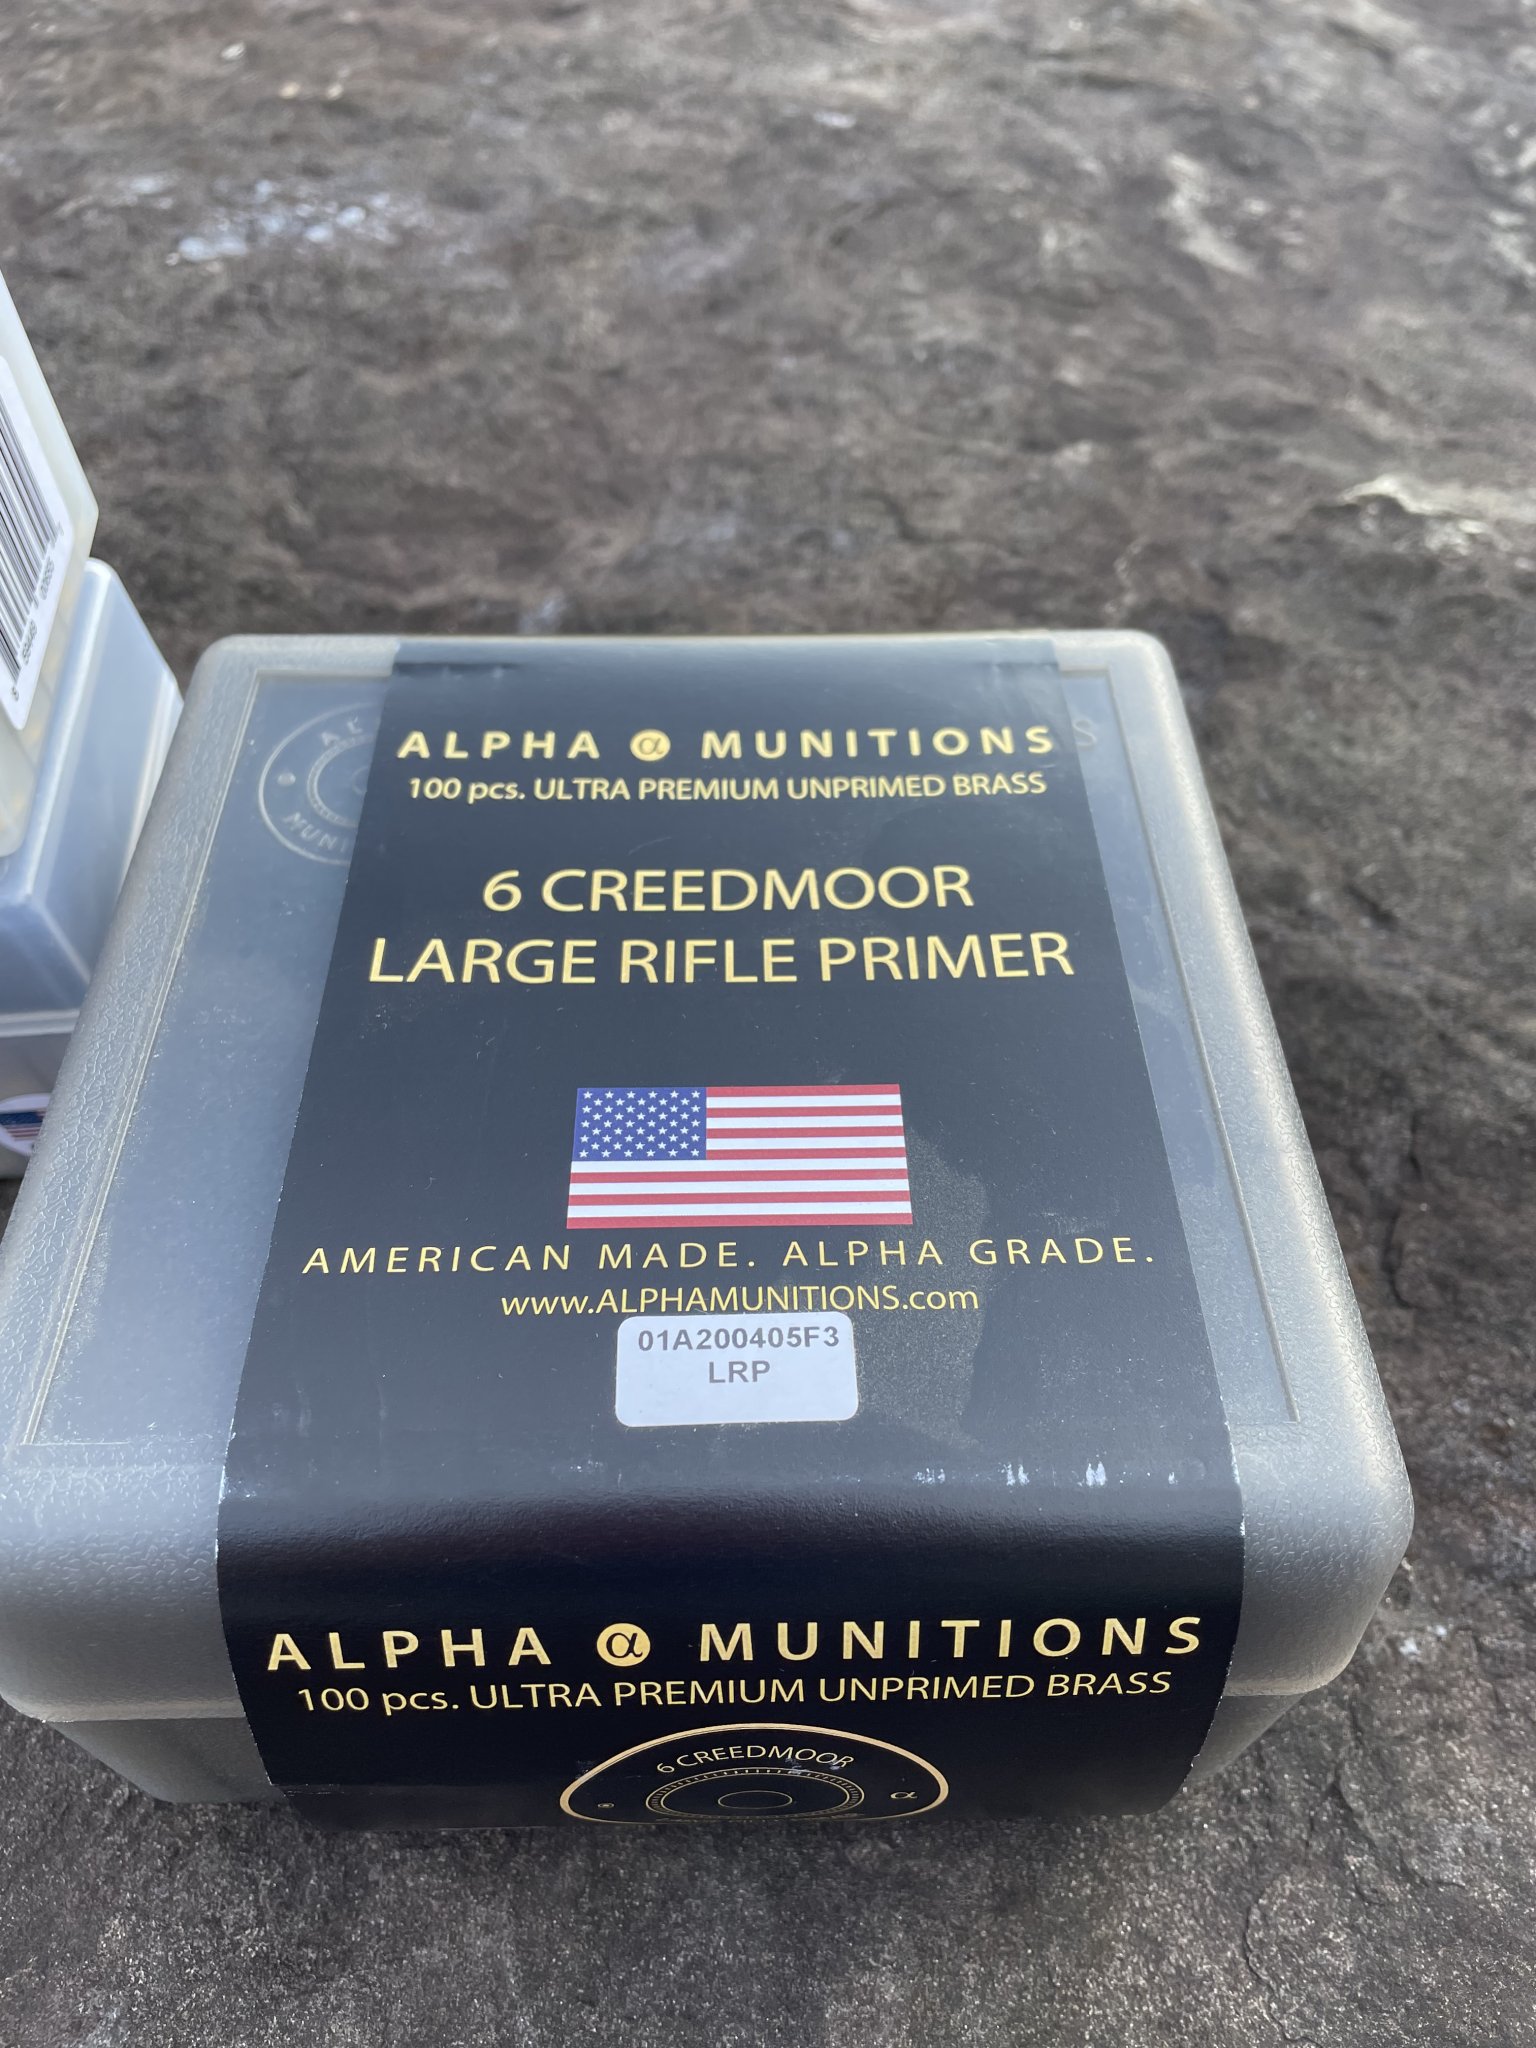 ALPHA α MUNITIONS
100 pcs. ULTRA PREMIUM UNPRIMED BRASS
6 CREEDMOOR
LARGE RIFLE PRIMER
AMERICAN MADE. ALPHA GRADE.
www.ALPHAMUNITIONS.com
01A200405F3
LRP
ALPHA α MUNITIONS
100 pcs. ULTRA PREMIUM UNPRIMED BRASS
6 CREEDMOOR
α